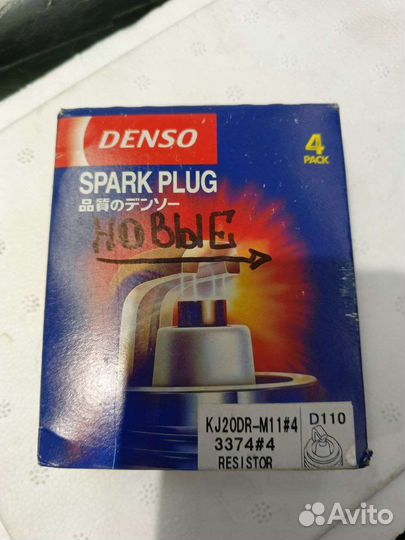 DENSO
4
PACK
SPARK PLUG
品質のデンソー
НОВЫЕ
KJ20DR-M11#4
3374#4
RESISTOR
D110
Avito